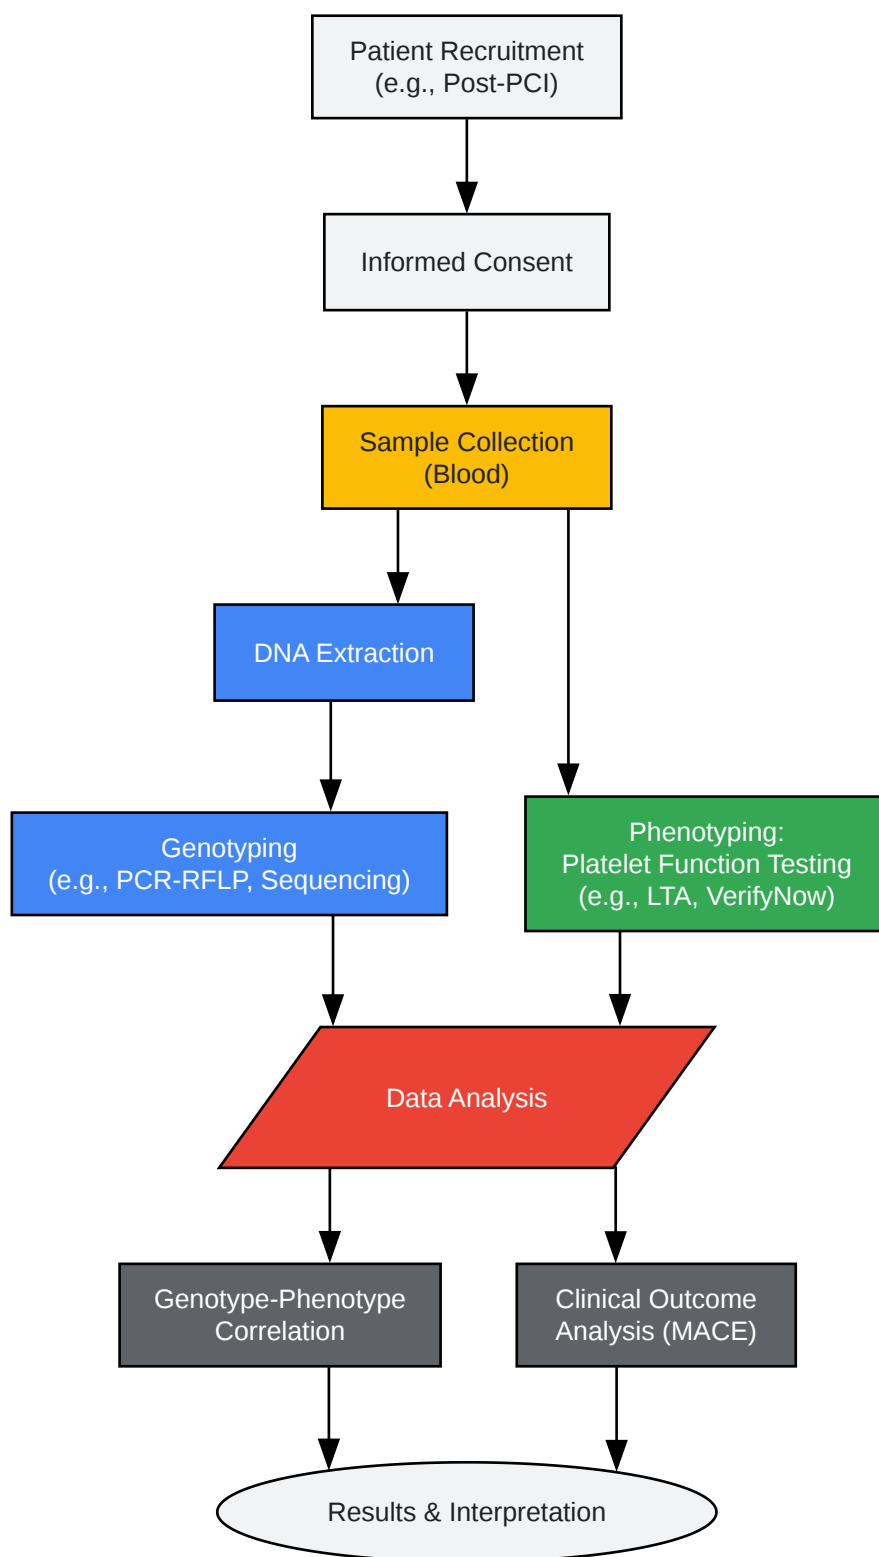 Patient Recruitment
(e.g., Post-PCI)
Informed Consent
Sample Collection
(Blood)
DNA Extraction
Genotyping
(e.g., PCR-RFLP, Sequencing)
Phenotyping:
Platelet Function Testing
(e.g., LTA, VerifyNow)
Data Analysis
Genotype-Phenotype
Correlation
Clinical Outcome
Analysis (MACE)
Results & Interpretation